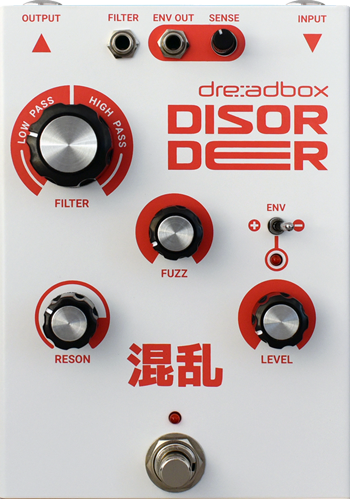 OUTPUT
FILTER
ENV OUT
SENSE
INPUT
dre:adbox
DISOR
DER
LOW PASS
HIGH PASS
FILTER
FUZZ
ENV
+
-
RESON
LEVEL
混乱